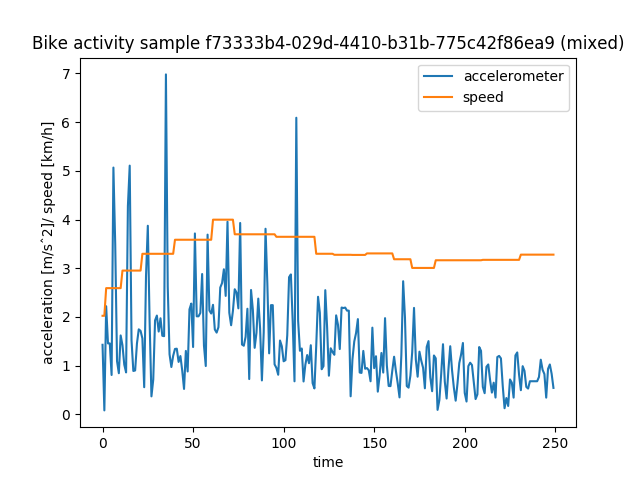 Bike activity sample f73333b4-029d-4410-b31b-775c42f86ea9 (mixed)
accelerometer
speed
acceleration [m/s^2]/ speed [km/h]
7
6
5
4
3
2
1
0
0 50 100 150 200 250
time